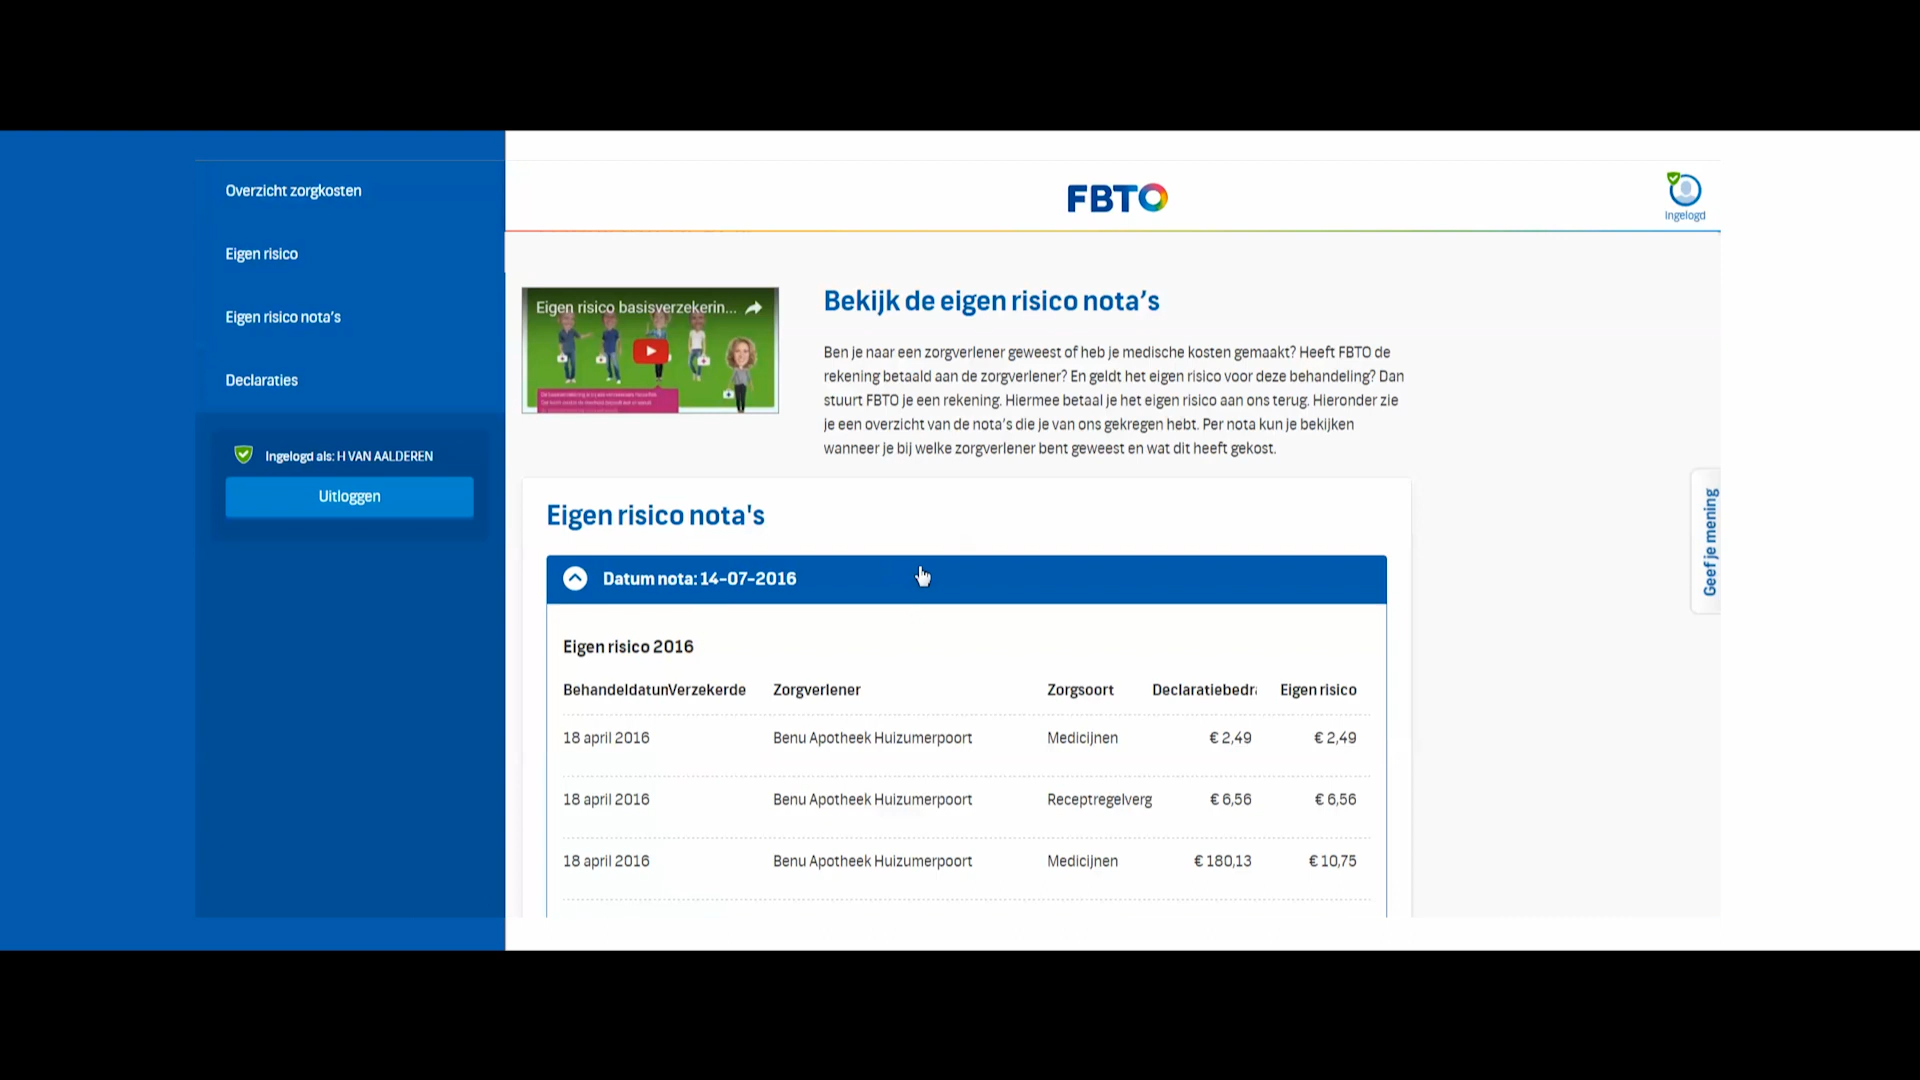 Overzicht zorgkosten
Eigen risico
Eigen risico nota's
Declaraties
Ingelogd als: H VAN AALDEREN
Uitloggen
FBTO
Ingelogd
Eigen risico basisverzekerin...
Bekijk de eigen risico nota's
Ben je naar een zorgverlener geweest of heb je medische kosten gemaakt? Heeft FBTO de
rekening betaald aan de zorgverlener? En geldt het eigen risico voor deze behandeling? Dan
stuurt FBTO je een rekening. Hiermee betaal je het eigen risico aan ons terug. Hieronder zie
je een overzicht van de nota's die je van ons gekregen hebt. Per nota kun je bekijken
wanneer je bij welke zorgverlener bent geweest en wat dit heeft gekost.
Geef je mening
Eigen risico nota's
Datum nota: 14-07-2016
Eigen risico 2016
Behandeldatum Verzekerde Zorgverlener Zorgsoort Declaratiebedra Eigen risico
18 april 2016 Benu Apotheek Huizumerpoort Medicijnen € 2,49 € 2,49
18 april 2016 Benu Apotheek Huizumerpoort Receptregelverg € 6,56 € 6,56
18 april 2016 Benu Apotheek Huizumerpoort Medicijnen € 180,13 € 10,75